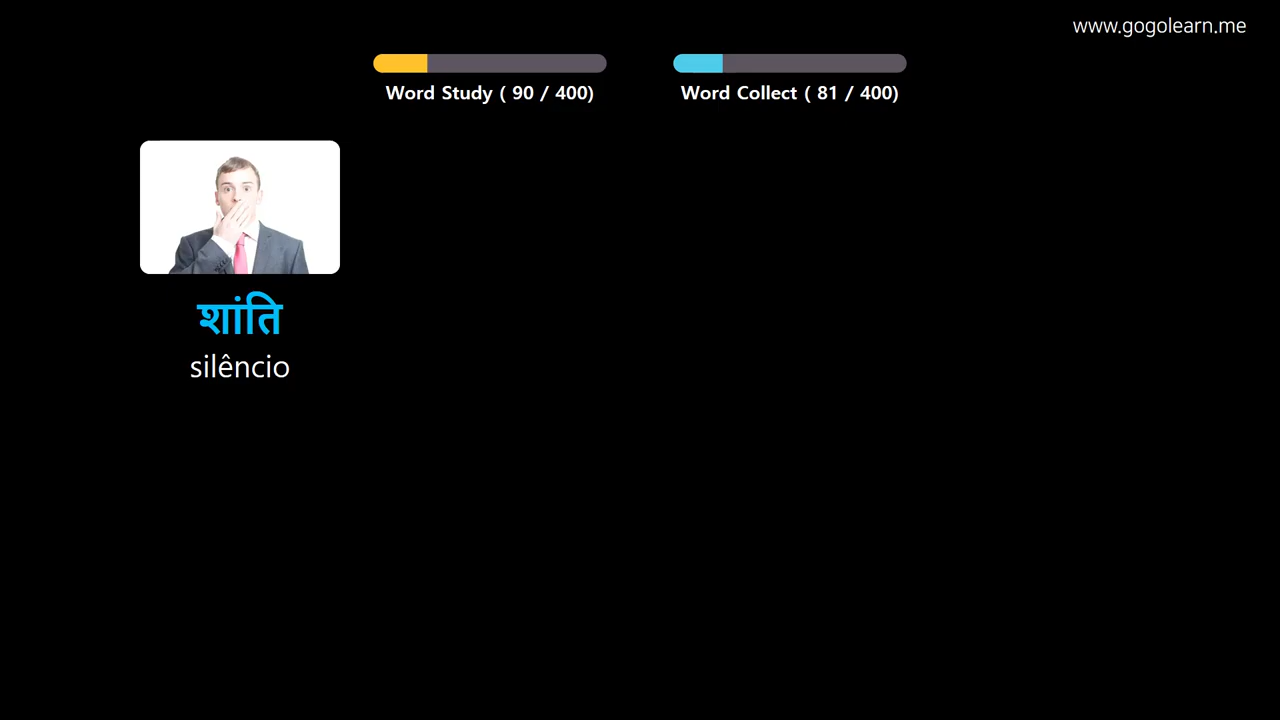 www.gogolearn.me
Word Study ( 90 / 400)
Word Collect ( 81 / 400)
शांति
silêncio